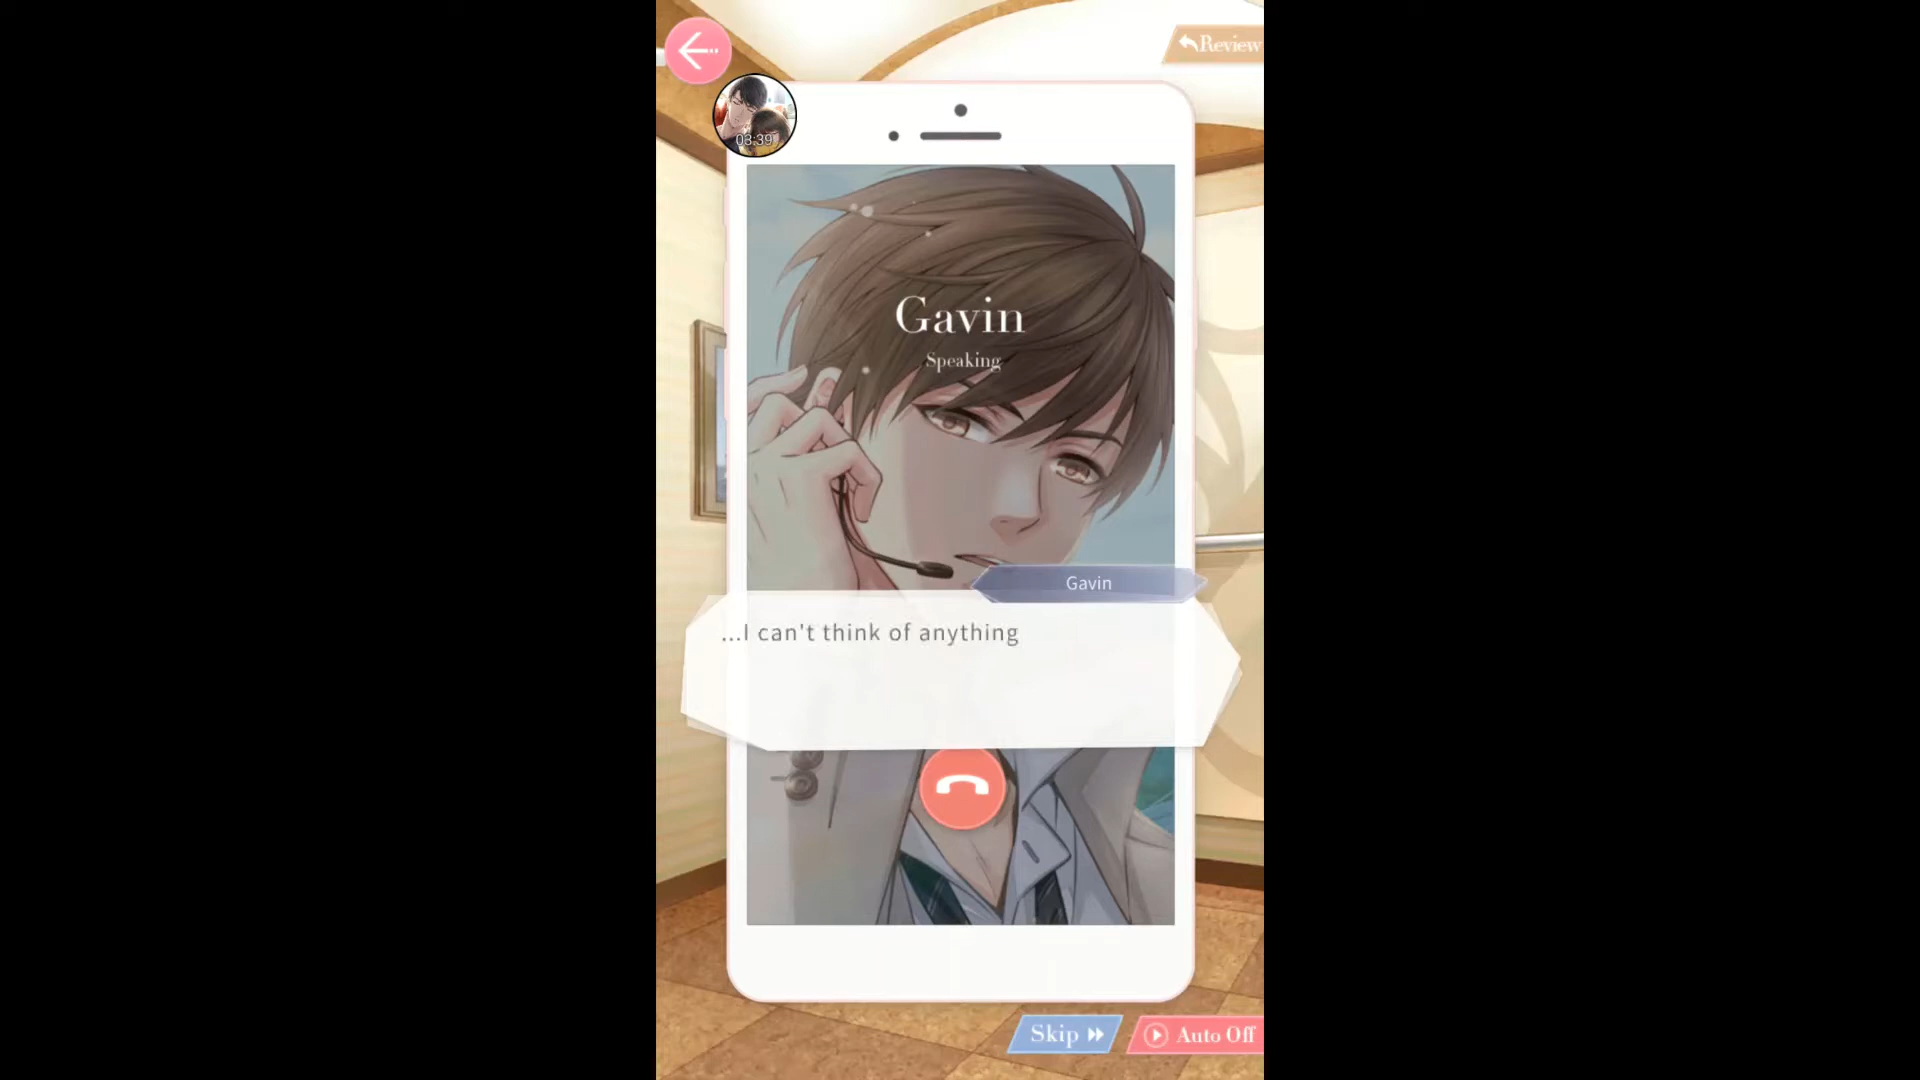 Review
03:39
Gavin
Speaking
Gavin
...I can't think of anything
Skip
Auto Off